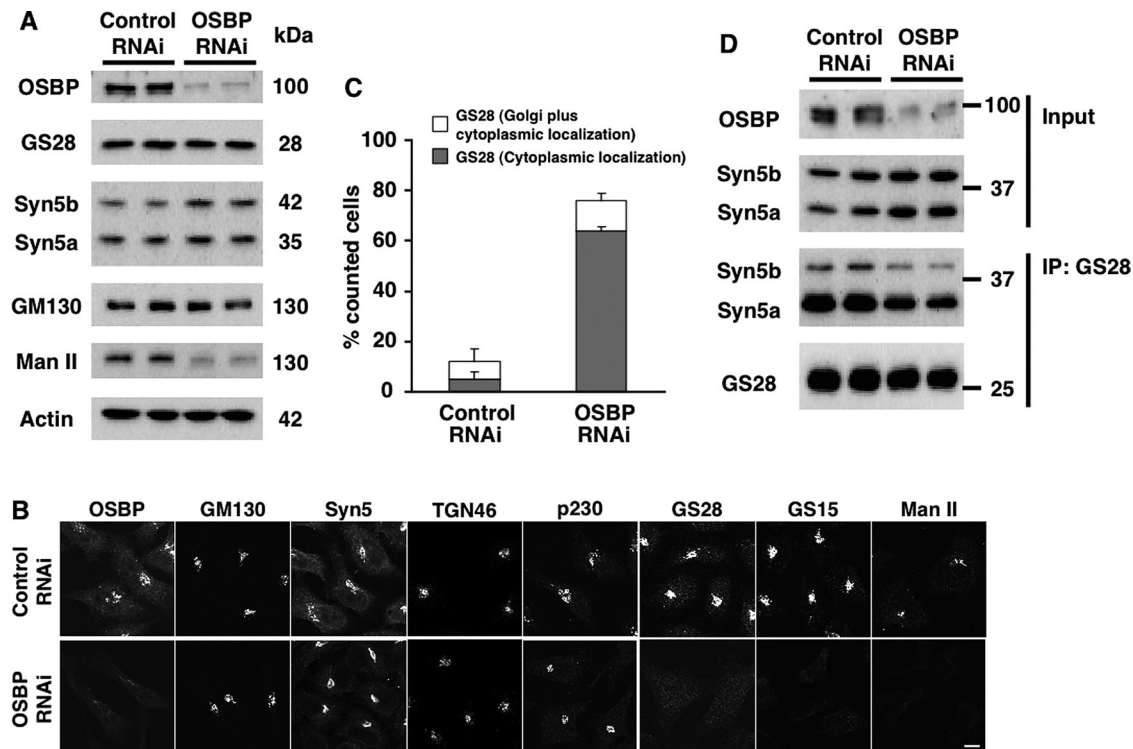 A
Control
RNAi
OSBP
RNAi
kDa
OSBP
100
GS28
28
Syn5b
42
Syn5a
35
GM130
130
Man II
130
Actin
42
C
GS28 (Golgi plus
cytoplasmic localization)
GS28 (Cytoplasmic localization)
% counted cells
100
80
60
40
20
0
Control
RNAi
OSBP
RNAi
D
Control
RNAi
OSBP
RNAi
OSBP
100
Input
Syn5b
37
Syn5a
Syn5b
37
IP: GS28
Syn5a
GS28
25
B
OSBP GM130 Syn5 TGN46 p230 GS28 GS15 Man II
Control
RNAi
OSBP
RNAi